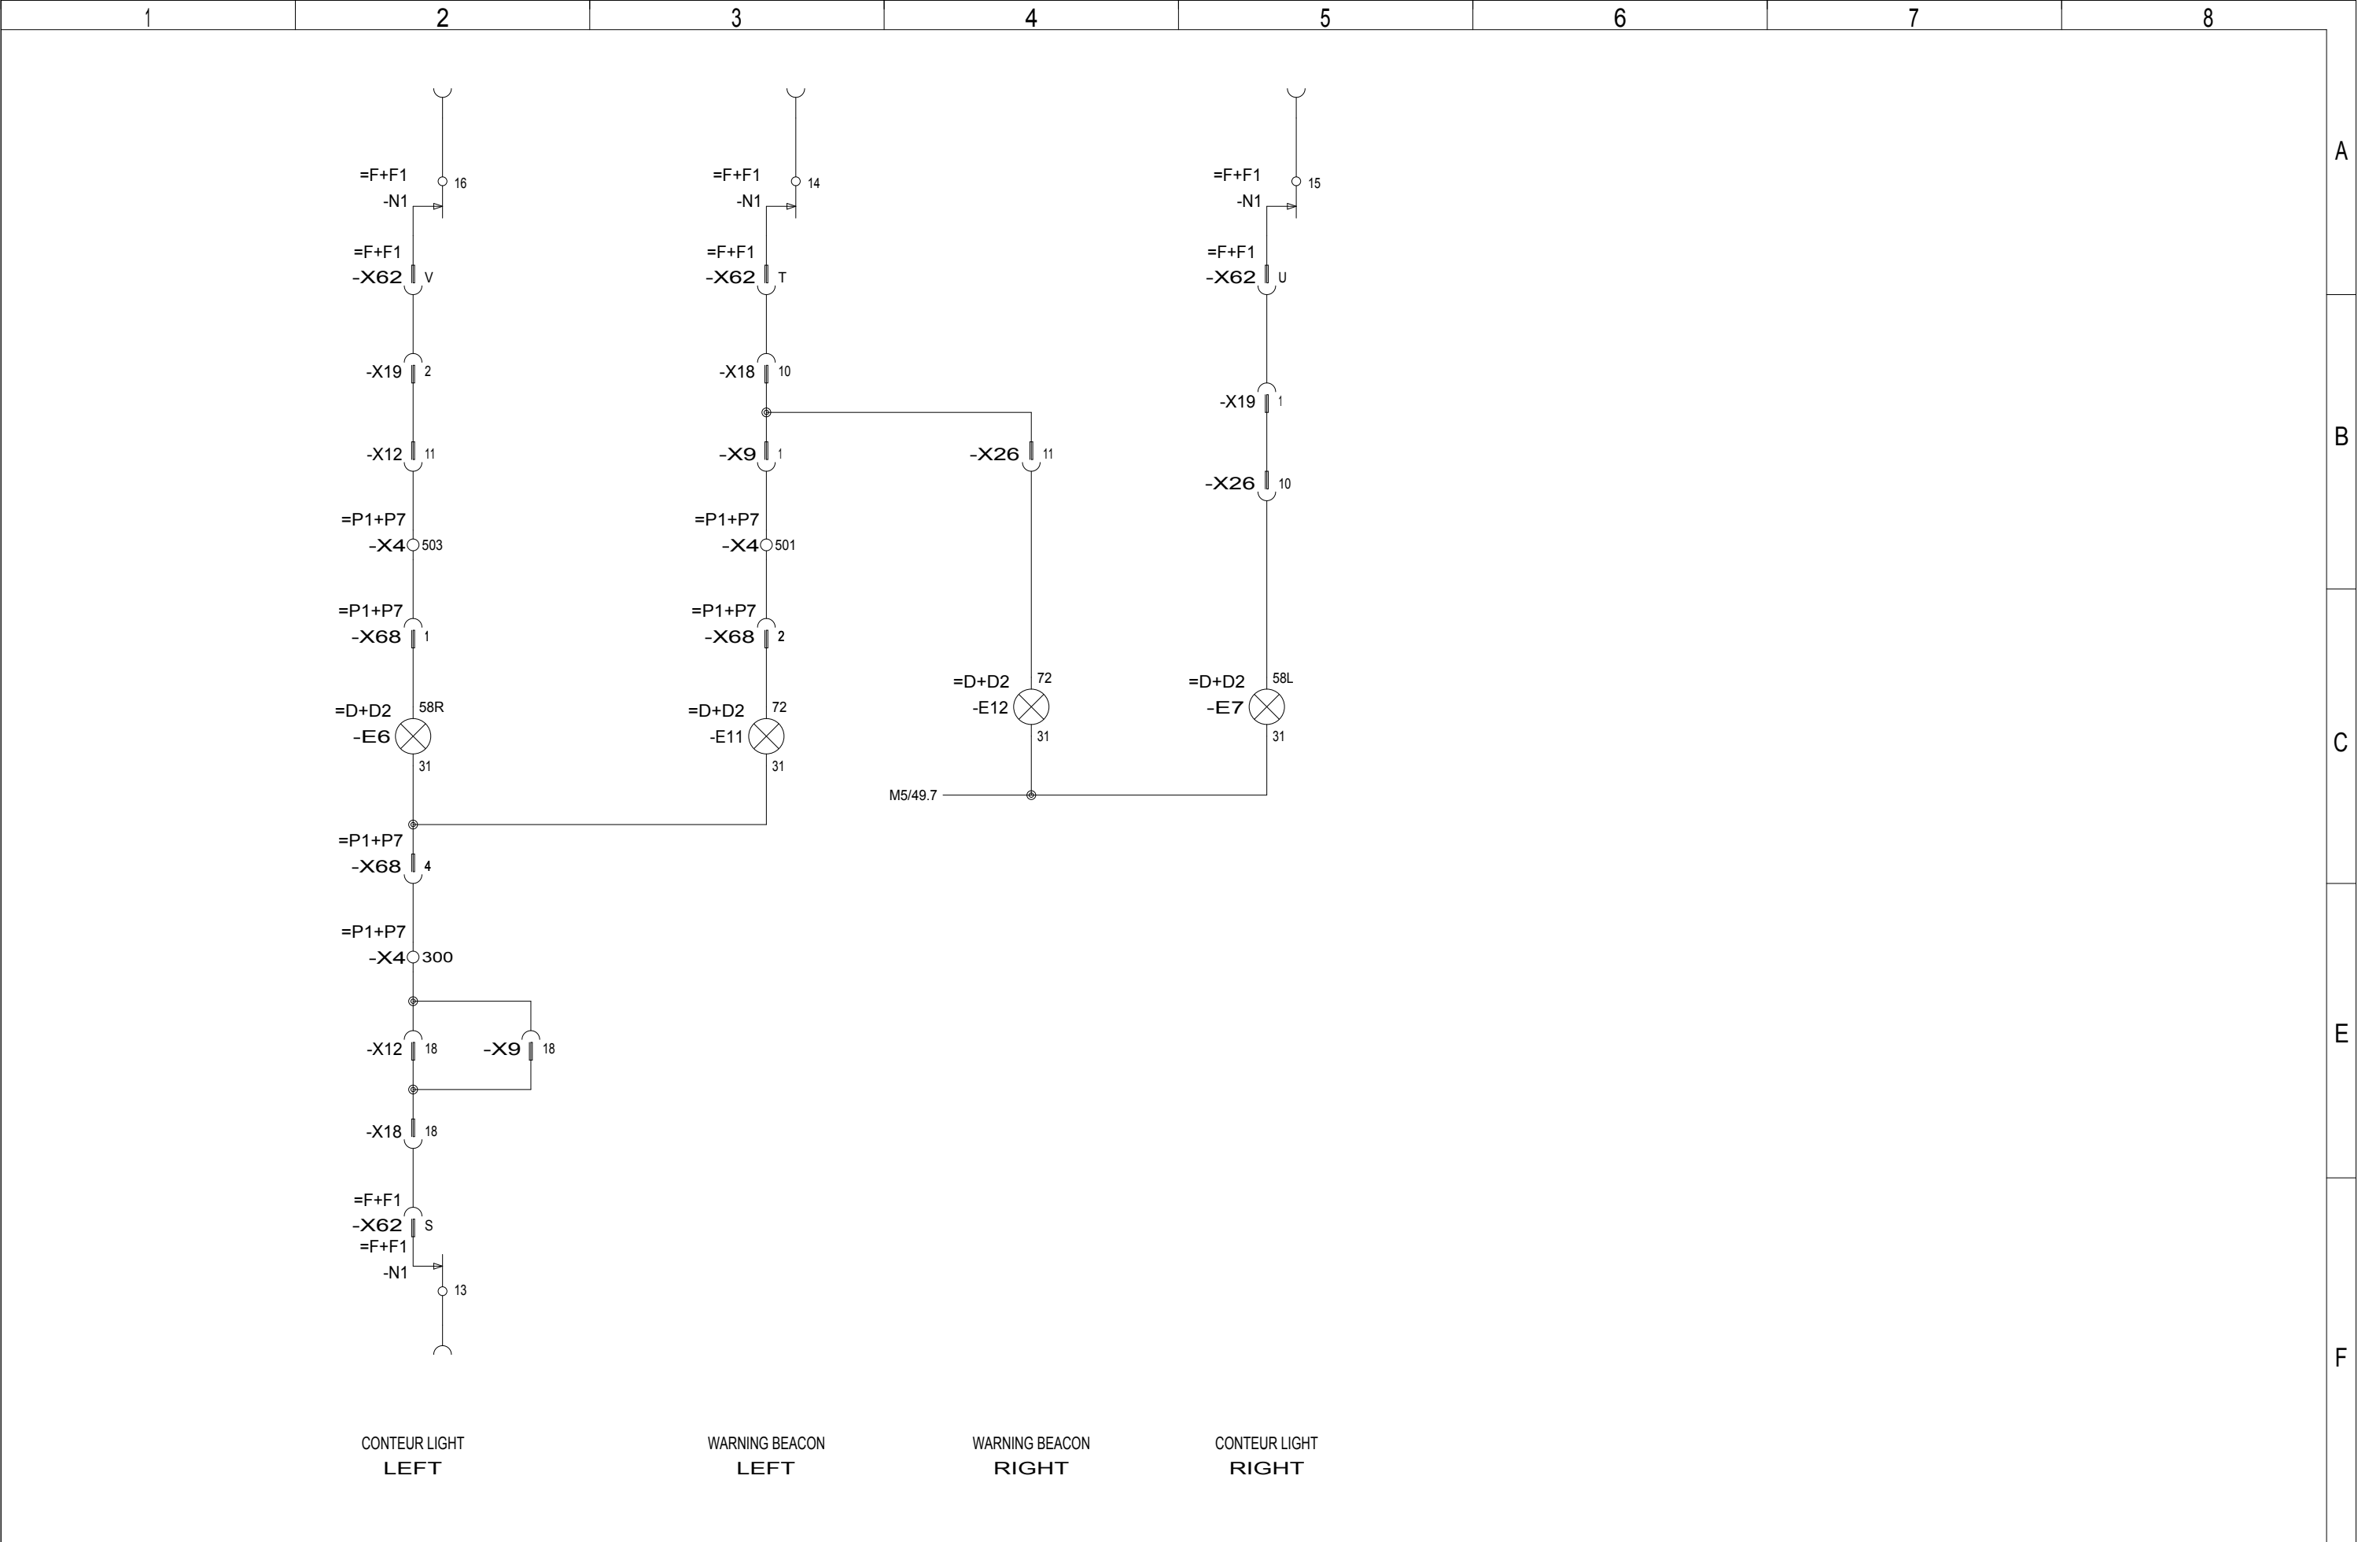 1 2 3 4 5 6 7 8
A
=F+F1 16 =F+F1 14 =F+F1 15
-N1 -N1 -N1
=F+F1 =F+F1 =F+F1
-X62 V -X62 T -X62 U
-X19 2 -X18 10
-X19 1
B
-X12 11 -X9 1 -X26 11
-X26 10
=P1+P7 =P1+P7
-X4 503 -X4 501
=P1+P7 =P1+P7
-X68 1 -X68 2
=D+D2 72 =D+D2 58L
-E12 -E7
=D+D2 58R =D+D2 72
-E6 -E11 31 31
C
31 31
M5/49.7
=P1+P7
-X68 4
=P1+P7
-X4 300
E
-X12 18 -X9 18
-X18 18
=F+F1
-X62 S
=F+F1
-N1
13
F
CONTEUR LIGHT WARNING BEACON WARNING BEACON CONTEUR LIGHT
LEFT LEFT RIGHT RIGHT